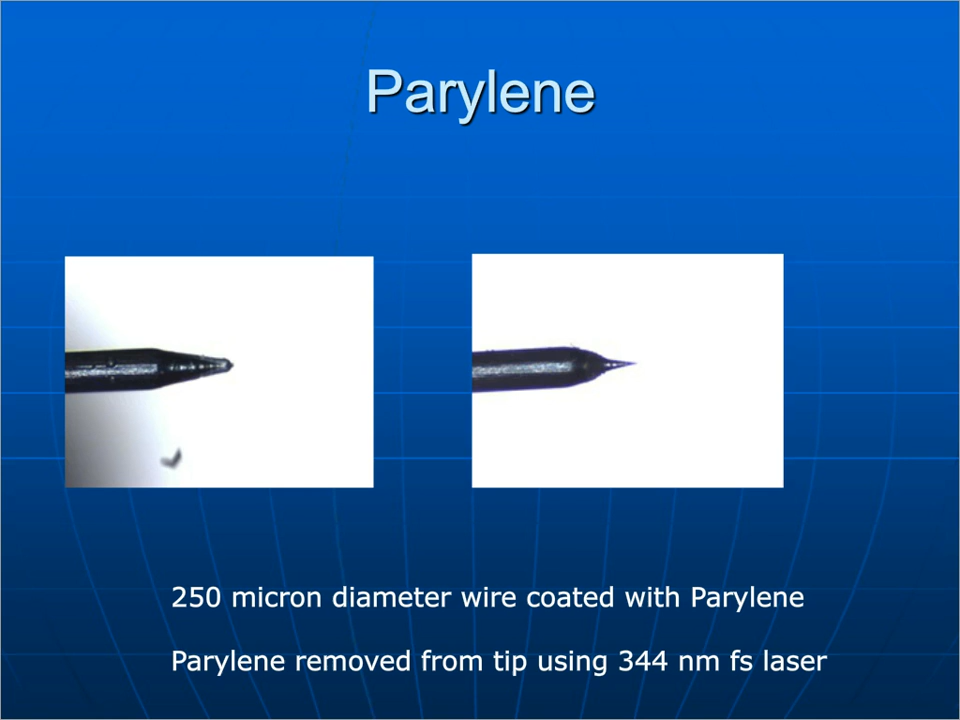 Parylene
250 micron diameter wire coated with Parylene
Parylene removed from tip using 344 nm fs laser